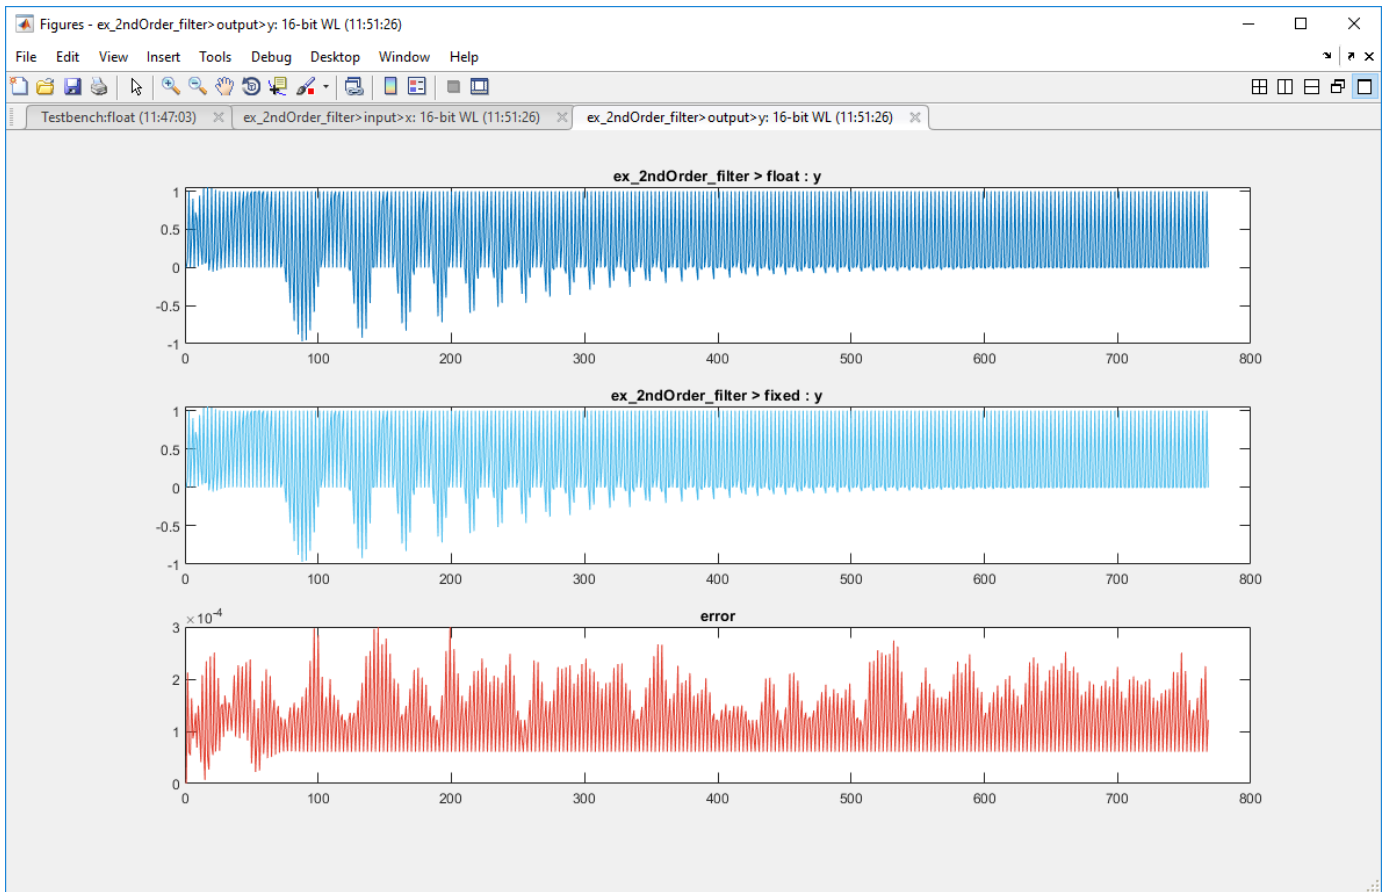 Figures - ex_2ndOrder_filter>output>y: 16-bit WL (11:51:26)
File Edit View Insert Tools Debug Desktop Window Help
Testbench:float (11:47:03) ex_2ndOrder_filter>input>x: 16-bit WL (11:51:26) ex_2ndOrder_filter>output>y: 16-bit WL (11:51:26)
ex_2ndOrder_filter > float : y
1
0.5
0
-0.5
-1
0 100 200 300 400 500 600 700 800
ex_2ndOrder_filter > fixed : y
1
0.5
0
-0.5
-1
0 100 200 300 400 500 600 700 800
error
×10⁻⁴
3
2
1
0
0 100 200 300 400 500 600 700 800